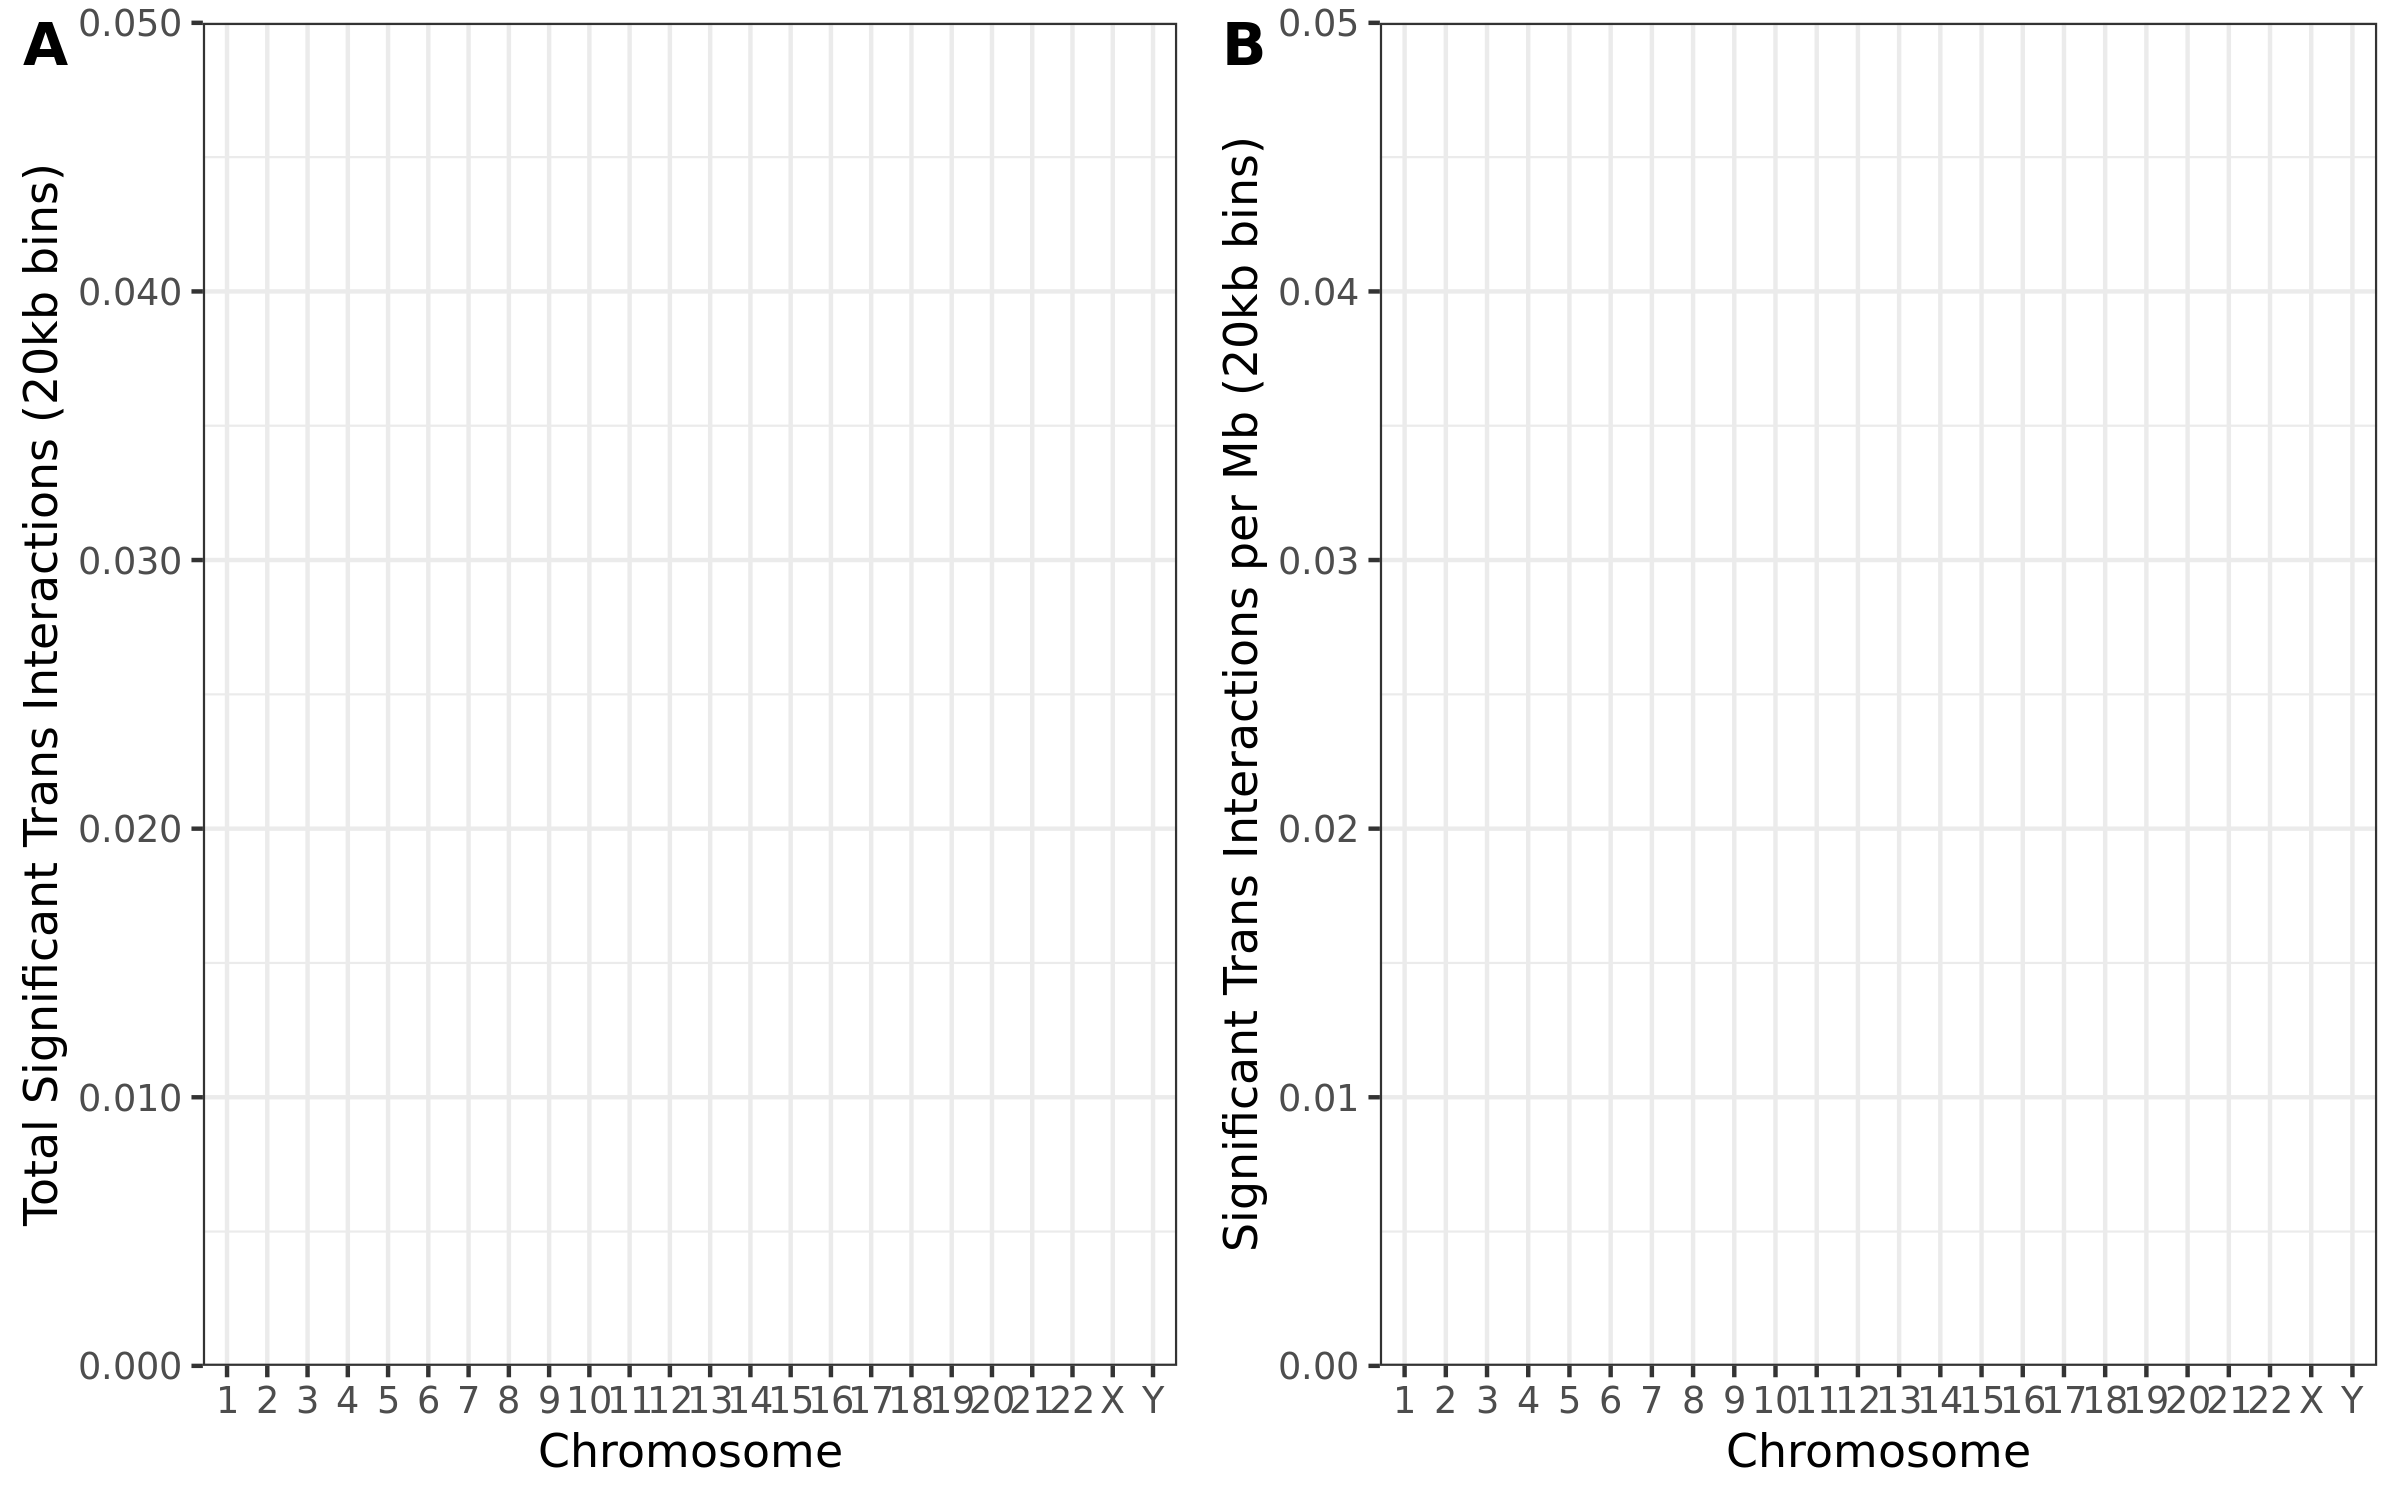 A
Total Significant Trans Interactions (20kb bins)
0.050
0.040
0.030
0.020
0.010
0.000
1 2 3 4 5 6 7 8 9 10 11 12 13 14 15 16 17 18 19 20 21 22 X Y
Chromosome
B
Significant Trans Interactions per Mb (20kb bins)
0.05
0.04
0.03
0.02
0.01
0.00
1 2 3 4 5 6 7 8 9 10 11 12 13 14 15 16 17 18 19 20 21 22 X Y
Chromosome